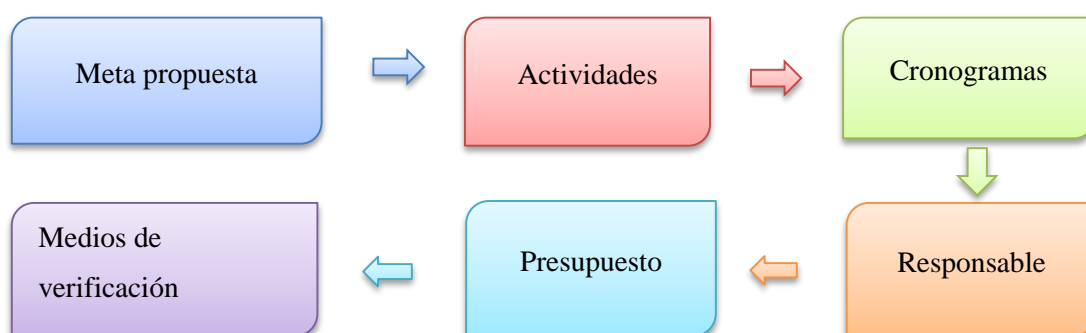 Meta propuesta
Actividades
Cronogramas
Responsable
Presupuesto
Medios de
verificación